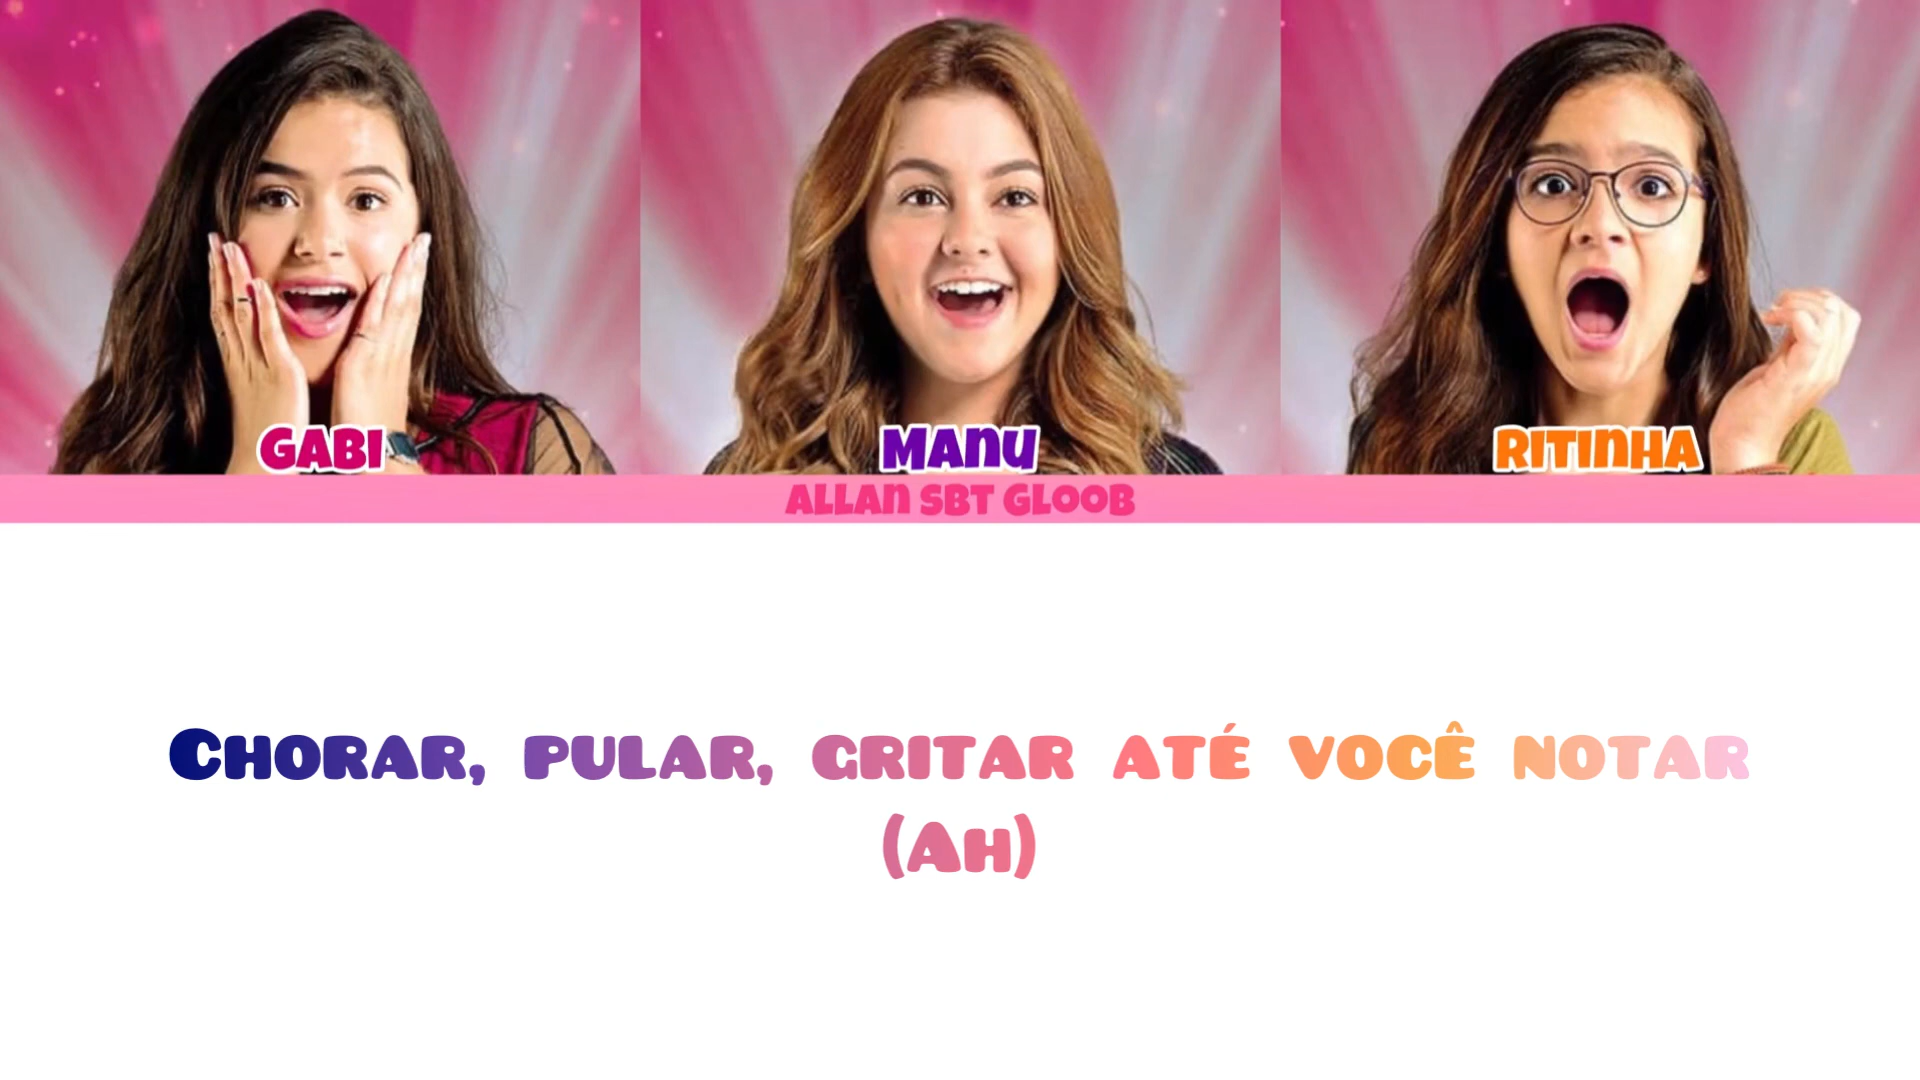 GABI
MANU
RITINHA
ALLAN SBT GLOOB
Chorar, pular, gritar até você notar
(Ah)